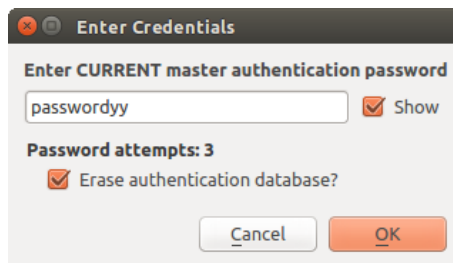 Enter Credentials
Enter CURRENT master authentication password
passwordyy Show
Password attempts: 3
Erase authentication database?
Cancel OK